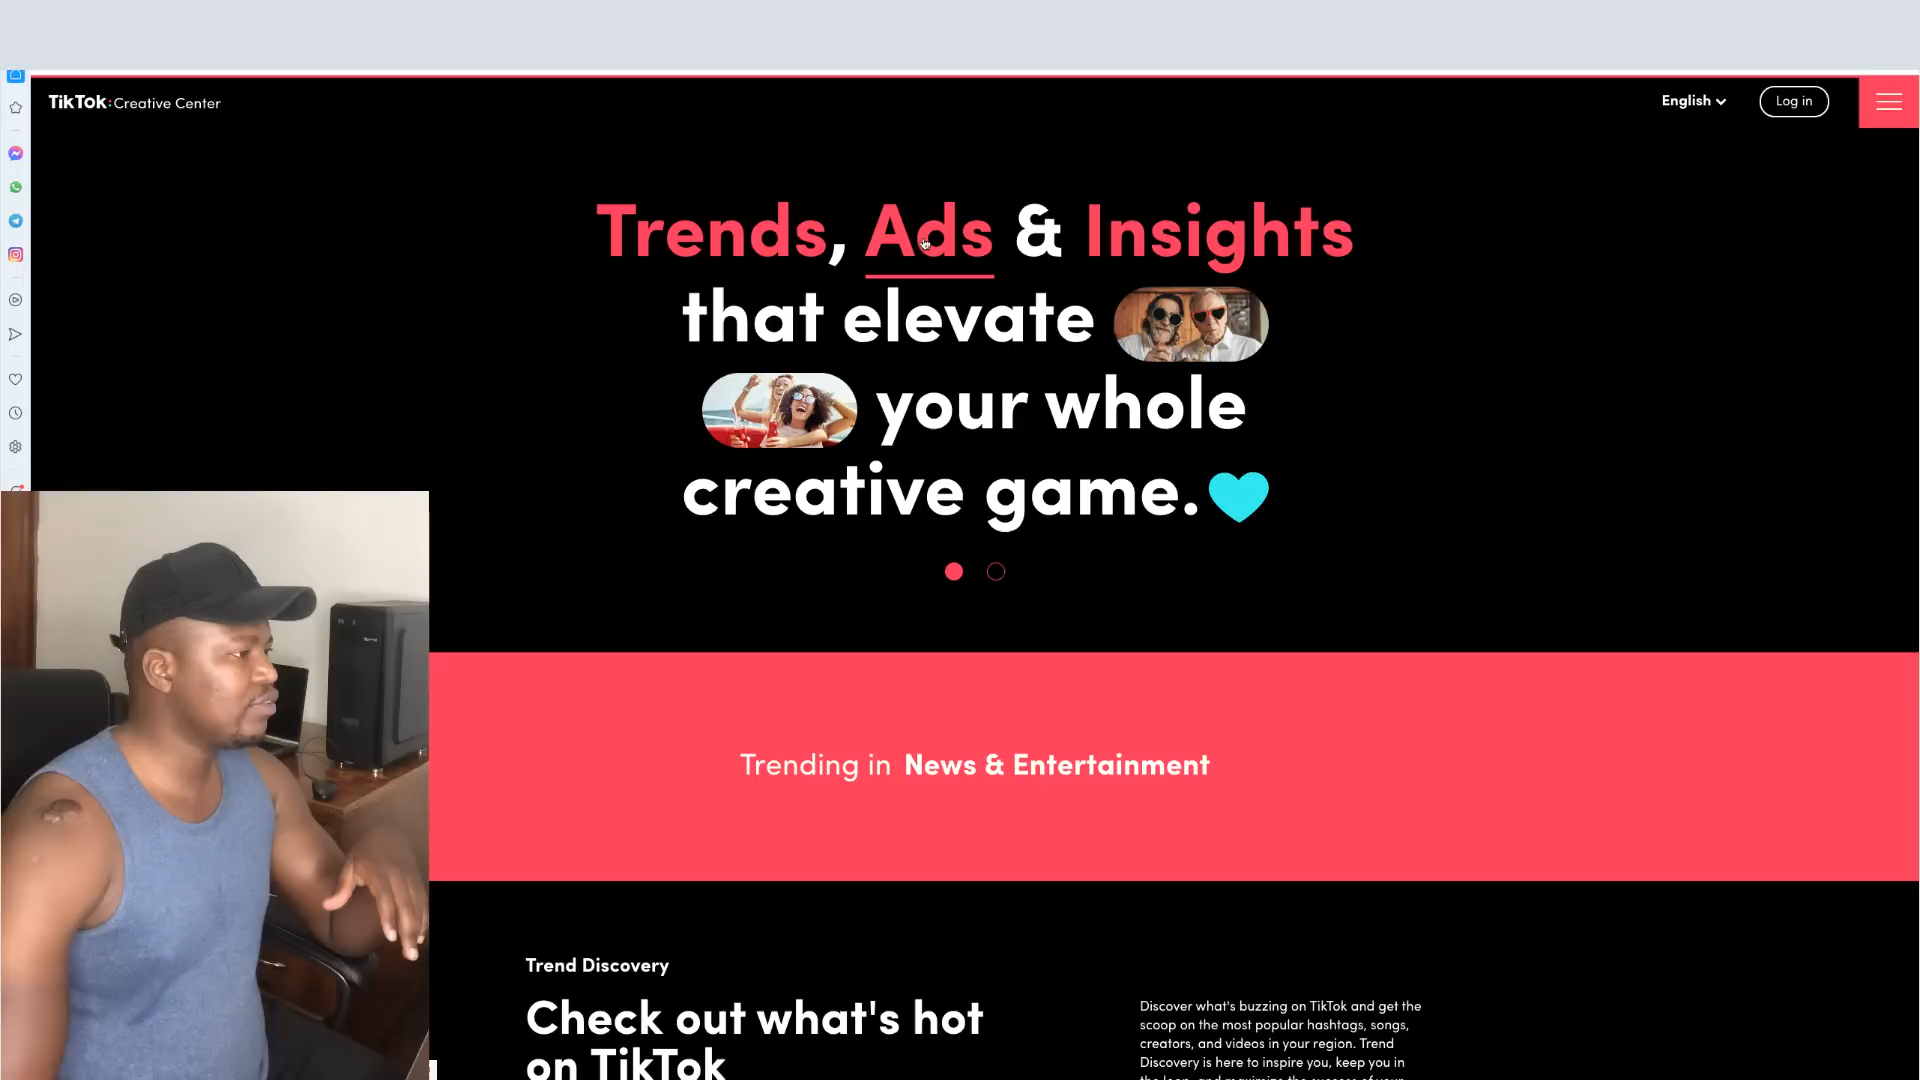 TikTok: Creative Center
English
Log in
Trends, Ads & Insights
that elevate
your whole
creative game.
Trending in News & Entertainment
Trend Discovery
Check out what's hot
on TikTok
Discover what's buzzing on TikTok and get the
scoop on the most popular hashtags, songs,
creators, and videos in your region. Trend
Discovery is here to inspire you, keep you in